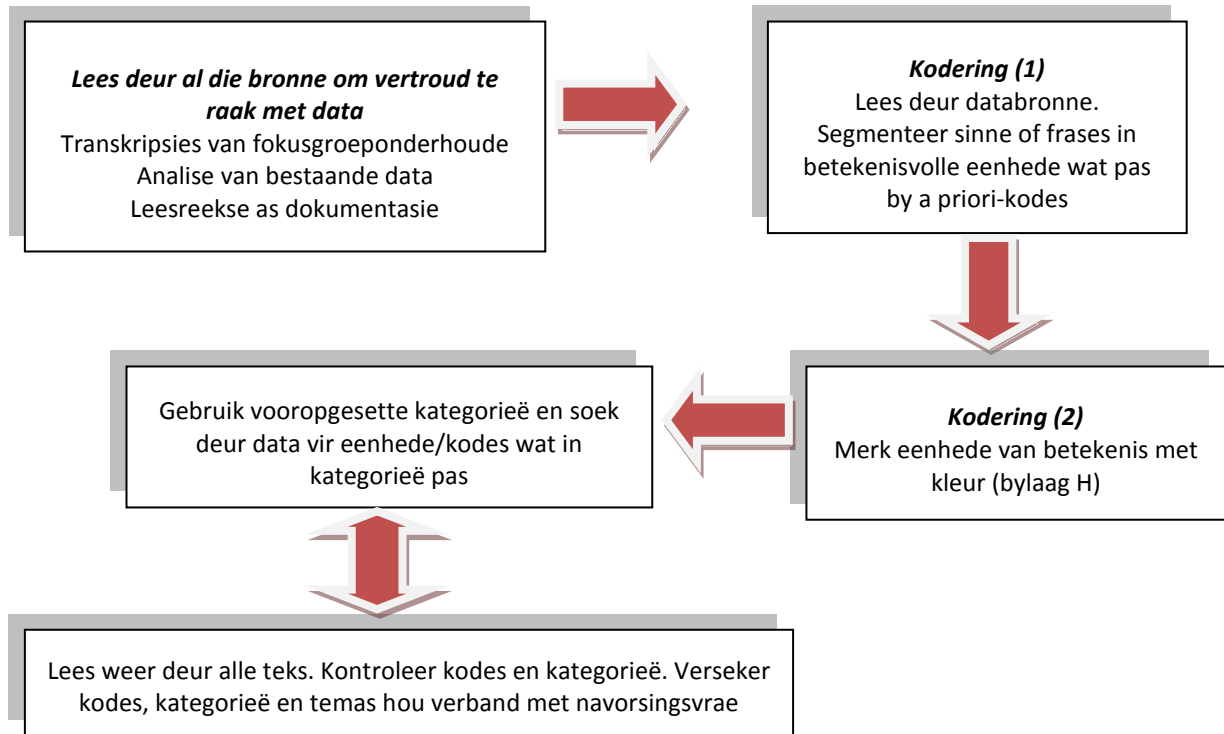 Lees deur al die bronne om vertroud te
raak met data
Transkripsies van fokusgroeponderhoude
Analise van bestaande data
Leesreekse as dokumentasie
Kodering (1)
Lees deur databronne.
Segmenteer sinne of frases in
betekenisvolle eenhede wat pas
by a priori-kodes
Kodering (2)
Merk eenhede van betekenis met
kleur (bylaag H)
Gebruik vooropgesette kategorieë en soek
deur data vir eenhede/kodes wat in
kategorieë pas
Lees weer deur alle teks. Kontroleer kodes en kategorieë. Verseker
kodes, kategorieë en temas hou verband met navorsingsvrae